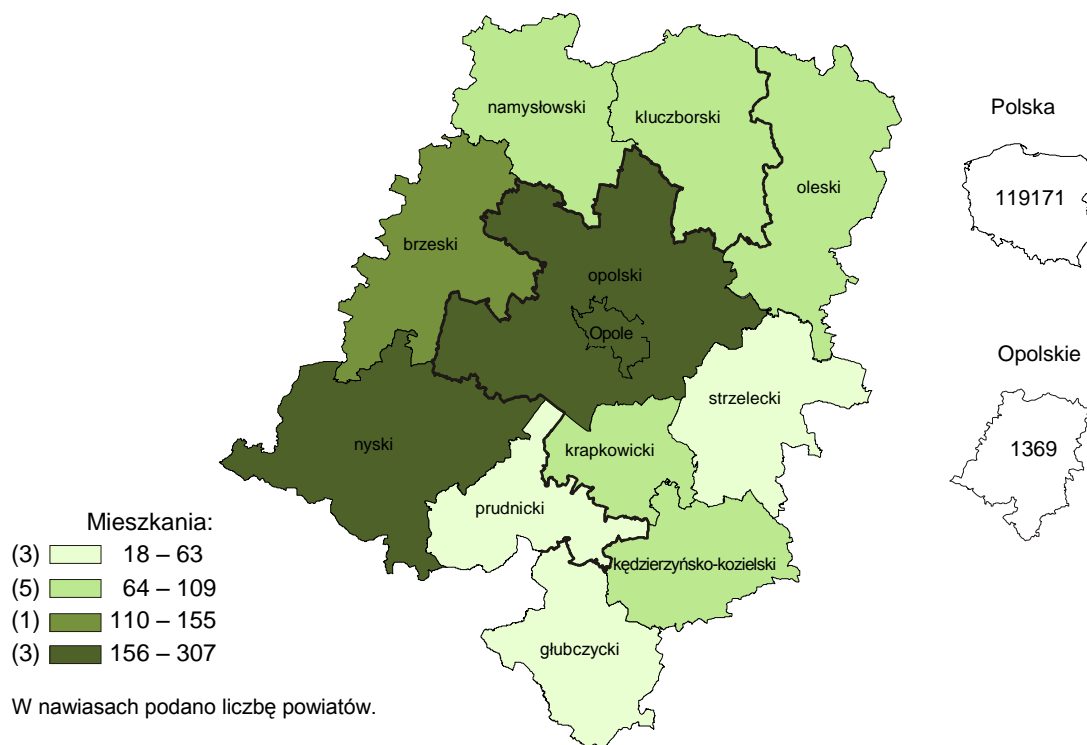 namysłowski
kluczborski
oleski
brzeski
opolski
Opole
strzelecki
nyski
krapkowicki
prudnicki
kędzierzyńsko-kozielski
głubczycki
Polska
119171
Opolskie
1369
Mieszkania:
(3) 18 – 63
(5) 64 – 109
(1) 110 – 155
(3) 156 – 307
W nawiasach podano liczbę powiatów.